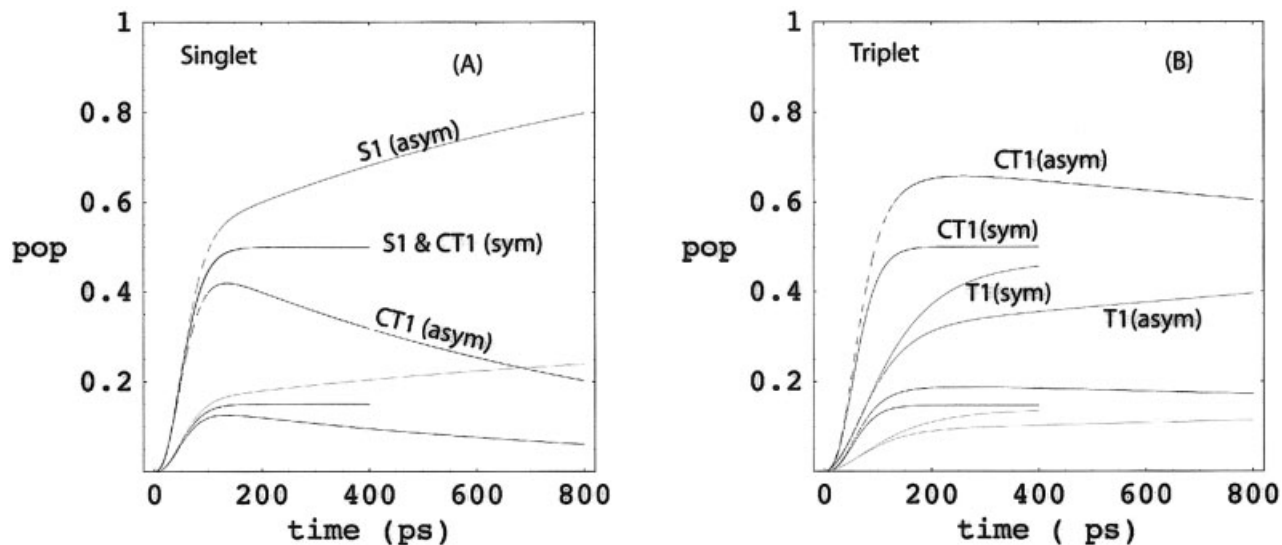 1
Singlet
(A)
0.8
S1 (asym)
0.6
pop
S1 & CT1 (sym)
0.4
CT1 (asym)
0.2
0 200 400 600 800
time (ps)
1
Triplet
(B)
0.8
CT1(asym)
0.6
pop
CT1(sym)
0.4
T1(sym)
T1(asym)
0.2
0 200 400 600 800
time ( ps)